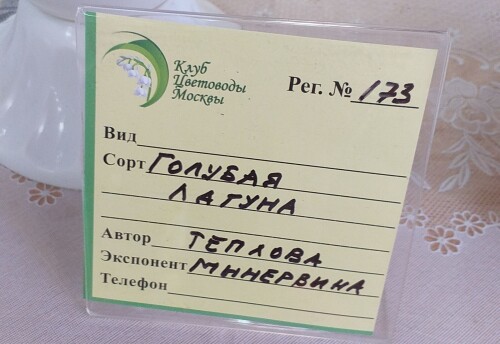 Клуб
Цветоводы
Москвы
Рег. № 173
Вид
Сорт ГОЛУБАЯ
ЛАГУНА
Автор ТЕПЛОВА
Экспонент МИНЕРВИНА
Телефон